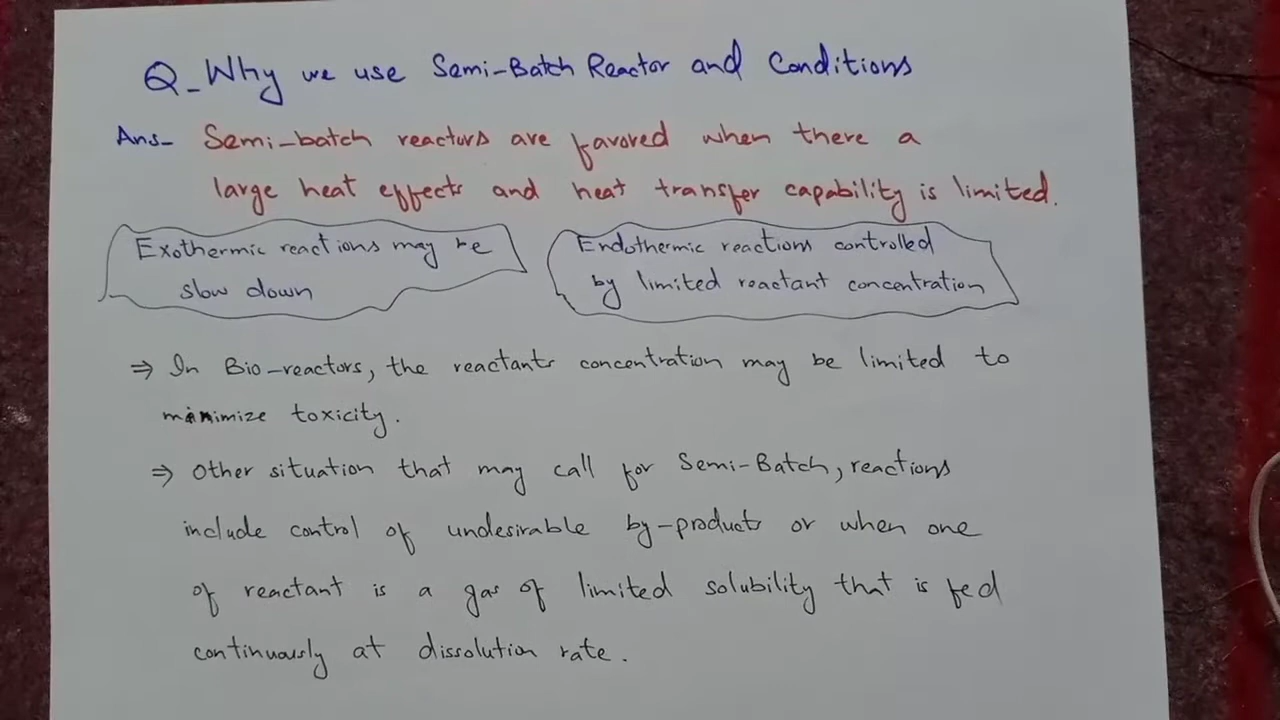 Q_Why we use Semi-Batch Reactor and Conditions
Ans- Semi-batch reactors are favored when there a
large heat effects and heat transfer capability is limited.
Exothermic reactions may be
slow down
Endothermic reactions controlled
by limited reactant concentration
⇒ In Bio-reactors, the reactants concentration may be limited to
minimize toxicity.
⇒ Other situation that may call for Semi-Batch, reactions
include control of undesirable by-products or when one
of reactant is a gas of limited solubility that is fed
continuously at dissolution rate.